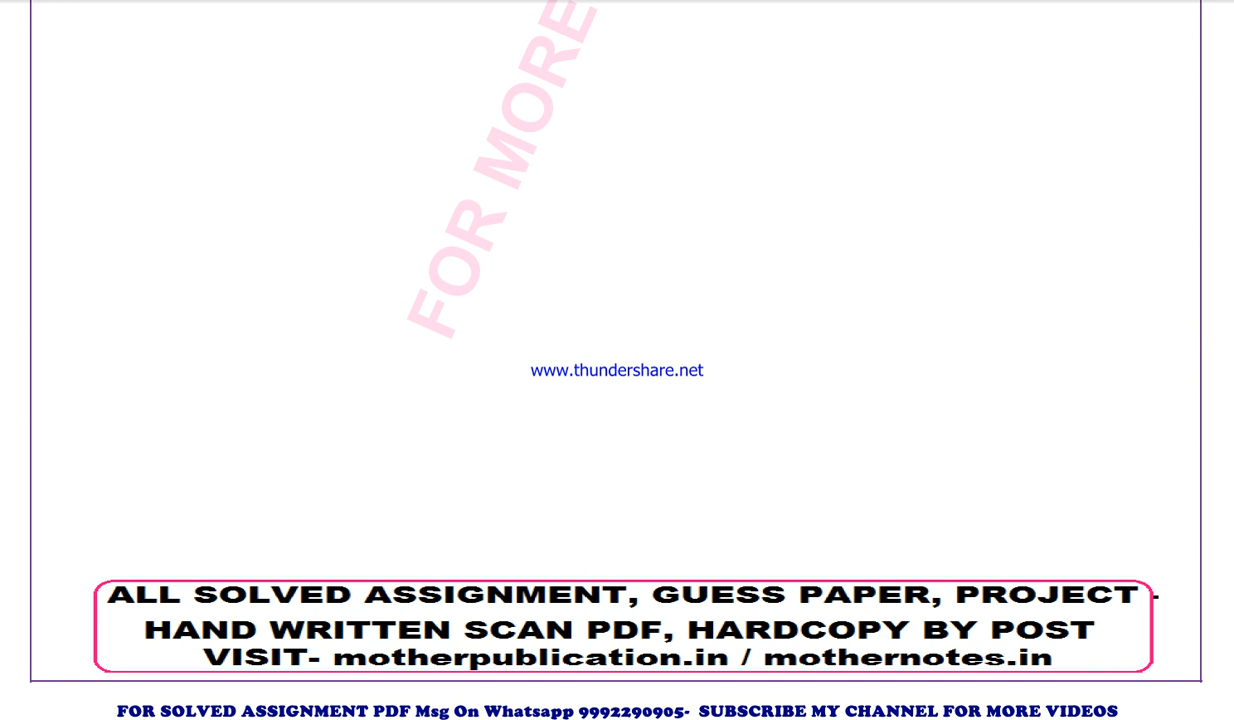 FOR MORE
www.thundershare.net
ALL SOLVED ASSIGNMENT, GUESS PAPER, PROJECT -
HAND WRITTEN SCAN PDF, HARDCOPY BY POST
VISIT- motherpublication.in / mothernotes.in
FOR SOLVED ASSIGNMENT PDF Msg On Whatsapp 9992290905- SUBSCRIBE MY CHANNEL FOR MORE VIDEOS